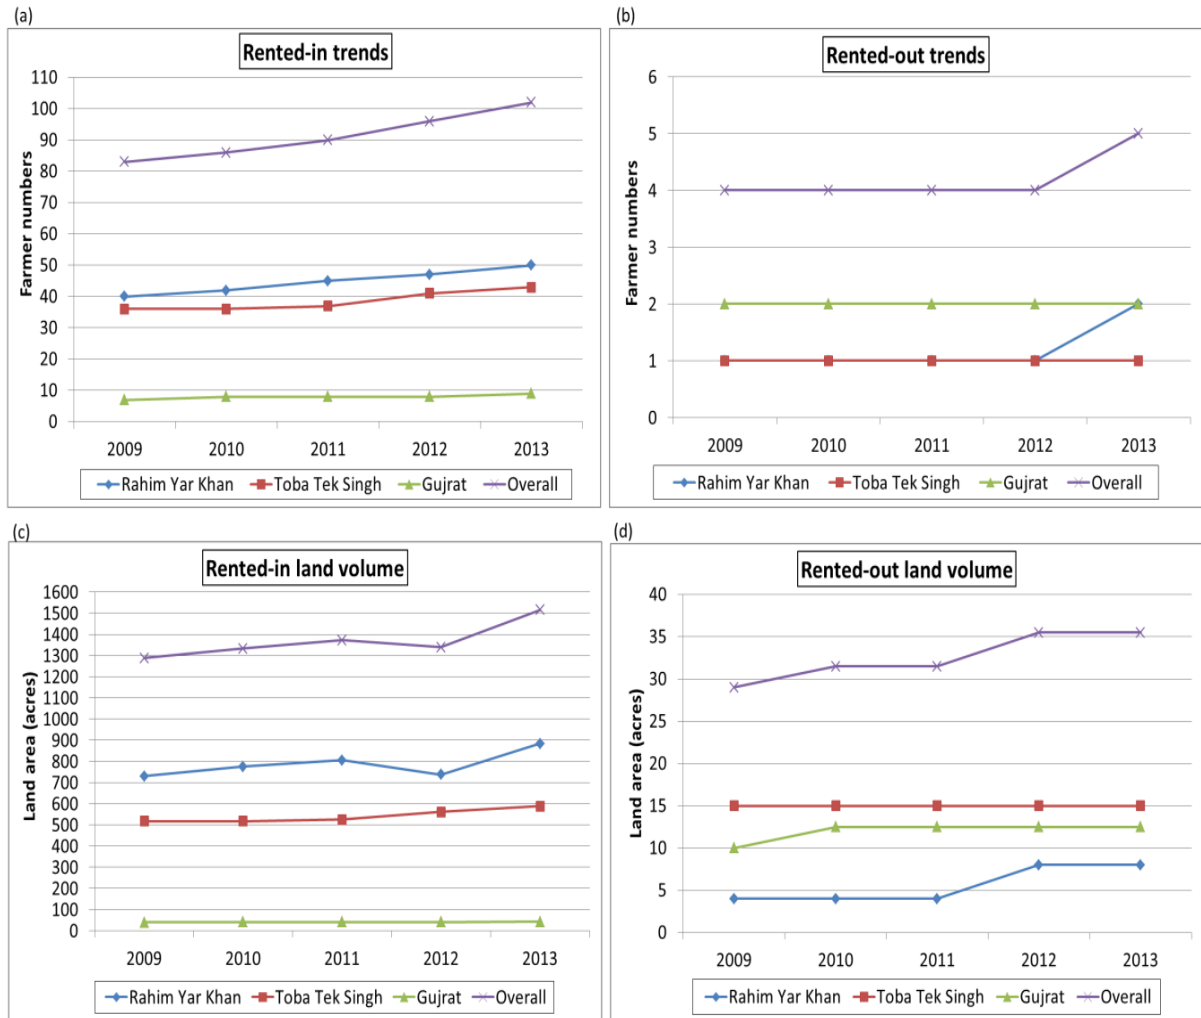 (a)
Rented-in trends
Farmer numbers
110
100
90
80
70
60
50
40
30
20
10
0
2009 2010 2011 2012 2013
Rahim Yar Khan Toba Tek Singh Gujrat Overall
(b)
Rented-out trends
Farmer numbers
6
5
4
3
2
1
0
2009 2010 2011 2012 2013
Rahim Yar Khan Toba Tek Singh Gujrat Overall
(c)
Rented-in land volume
Land area (acres)
1600
1500
1400
1300
1200
1100
1000
900
800
700
600
500
400
300
200
100
0
2009 2010 2011 2012 2013
Rahim Yar Khan Toba Tek Singh Gujrat Overall
(d)
Rented-out land volume
Land area (acres)
40
35
30
25
20
15
10
5
0
2009 2010 2011 2012 2013
Rahim Yar Khan Toba Tek Singh Gujrat Overall